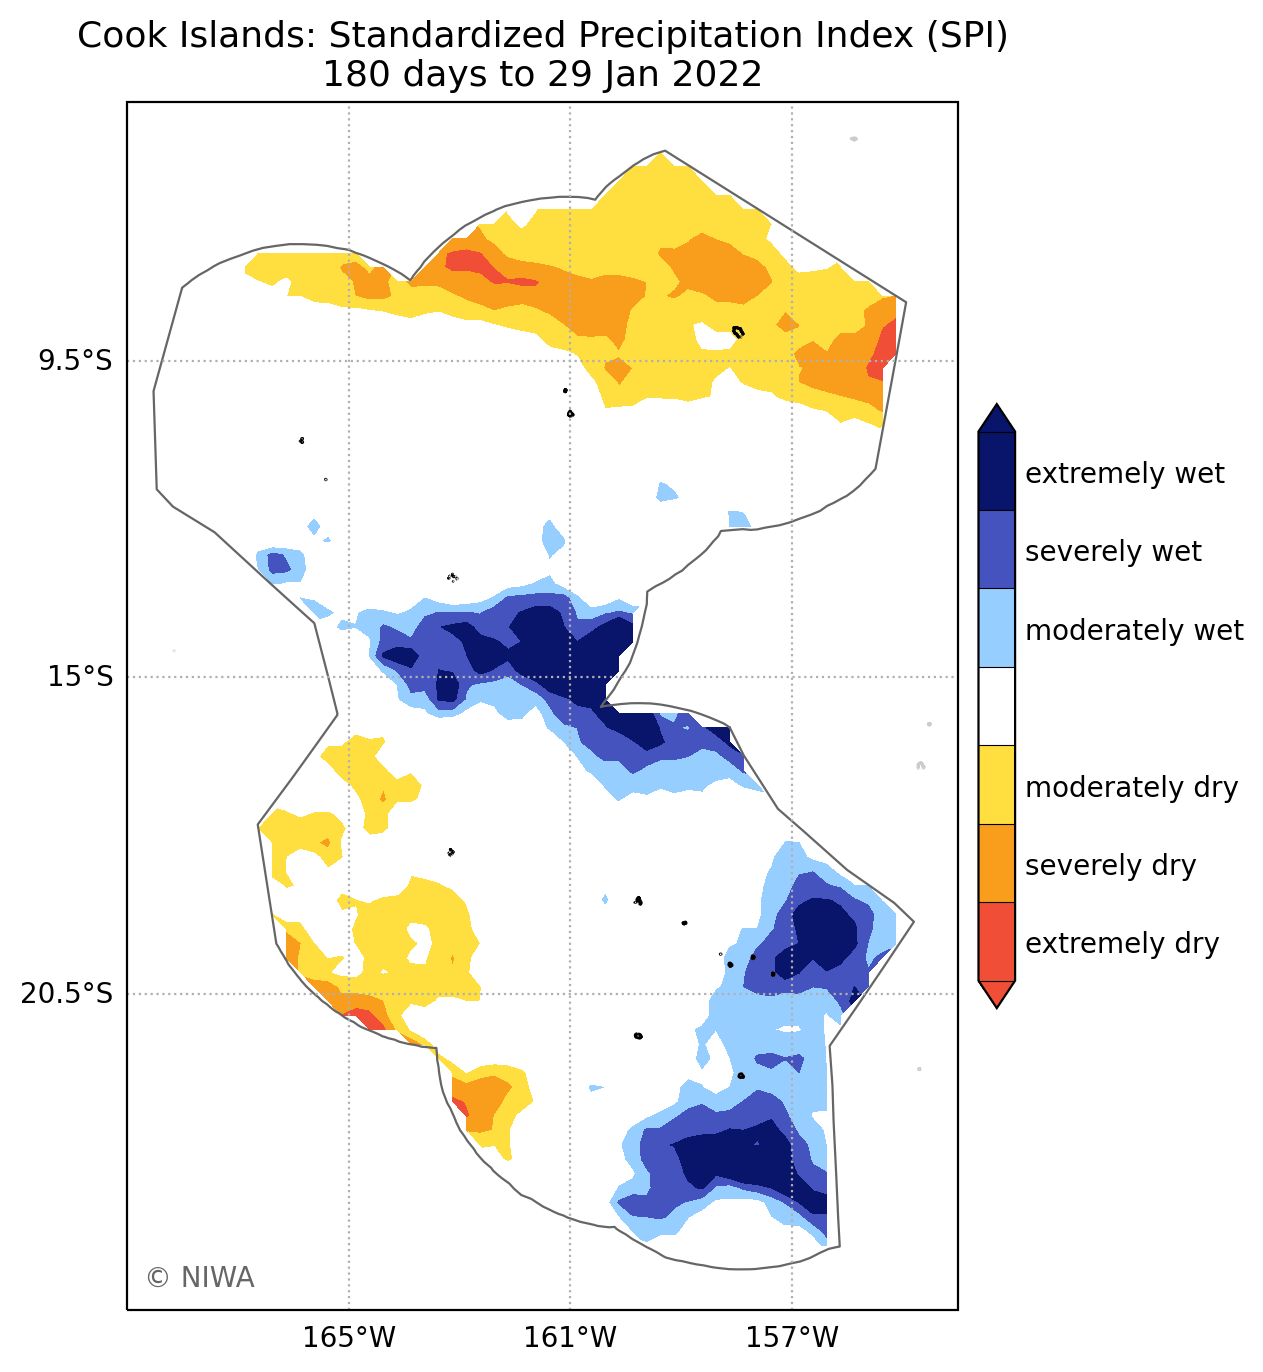 Cook Islands: Standardized Precipitation Index (SPI)
180 days to 29 Jan 2022
9.5°S
15°S
20.5°S
165°W
161°W
157°W
extremely wet
severely wet
moderately wet
moderately dry
severely dry
extremely dry
© NIWA